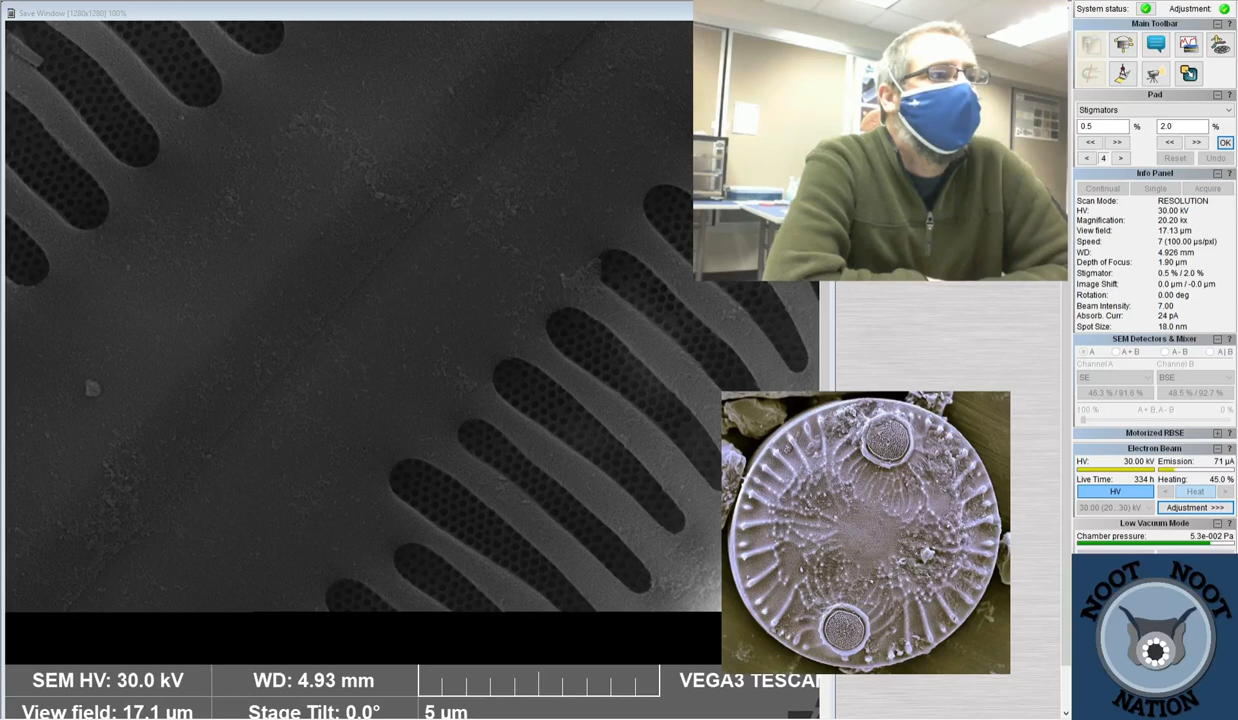 Save Window [1280x1280] 100%
SEM HV: 30.0 kV
WD: 4.93 mm
VEGA3 TESCA
View field: 17.1 µm
Stage Tilt: 0.0°
5 µm
System status:
Adjustment:
Main Toolbar
Pad
Stigmators
0.5 %
2.0 %
<< >> << >> OK
< 4 > Reset Undo
Info Panel
Continual Single Acquire
Scan Mode: RESOLUTION
HV: 30.00 kV
Magnification: 20.20 kx
View field: 17.13 µm
Speed: 7 (100.00 µs/pxl)
WD: 4.926 mm
Depth of Focus: 1.90 µm
Stigmator: 0.5 % / 2.0 %
Image Shift: 0.0 µm / -0.0 µm
Rotation: 0.00 deg
Beam Intensity: 7.00
Absorb. Curr: 24 pA
Spot Size: 18.0 nm
SEM Detectors & Mixer
A A + B A - B A | B
Channel A Channel B
SE BSE
46.3 % / 91.6 % 48.5 % / 92.7 %
100 % A + B, A - B 0 %
Motorized RBSE
Electron Beam
HV: 30.00 kV Emission: 71 µA
Live Time: 334 h Heating: 45.0 %
HV < Heat >
30.00 (20...30) kV Adjustment >>>
Low Vacuum Mode
Chamber pressure: 5.3e-002 Pa
NOOT NOOT
NATION